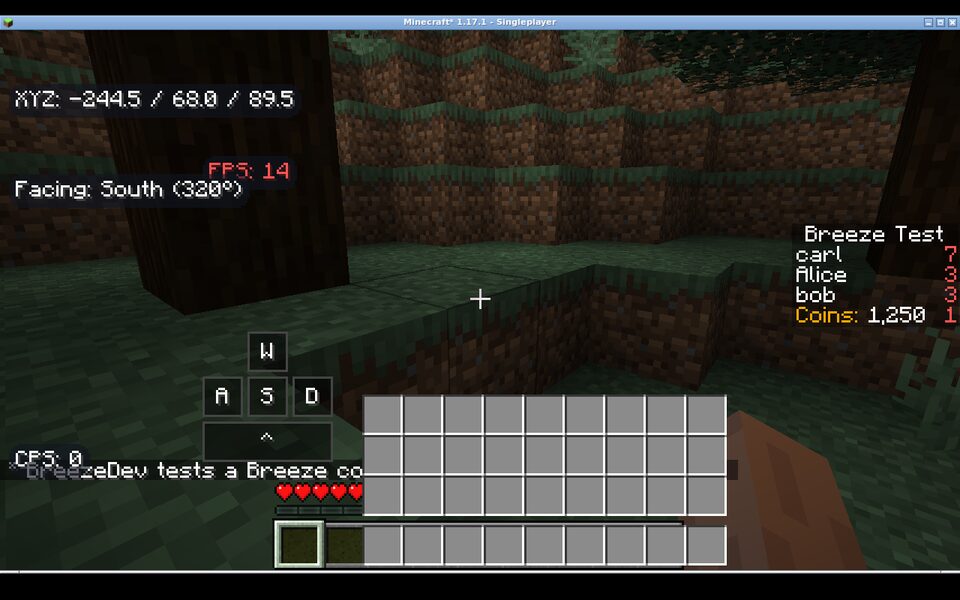 Minecraft* 1.17.1 - Singleplayer
XYZ: -244.5 / 68.0 / 89.5
FPS: 14
Facing: South (320°)
Breeze Test
carl 7
Alice 3
bob 3
Coins: 1,250 1
W
A S D
^
CPS: 0
* BreezeDev tests a Breeze co